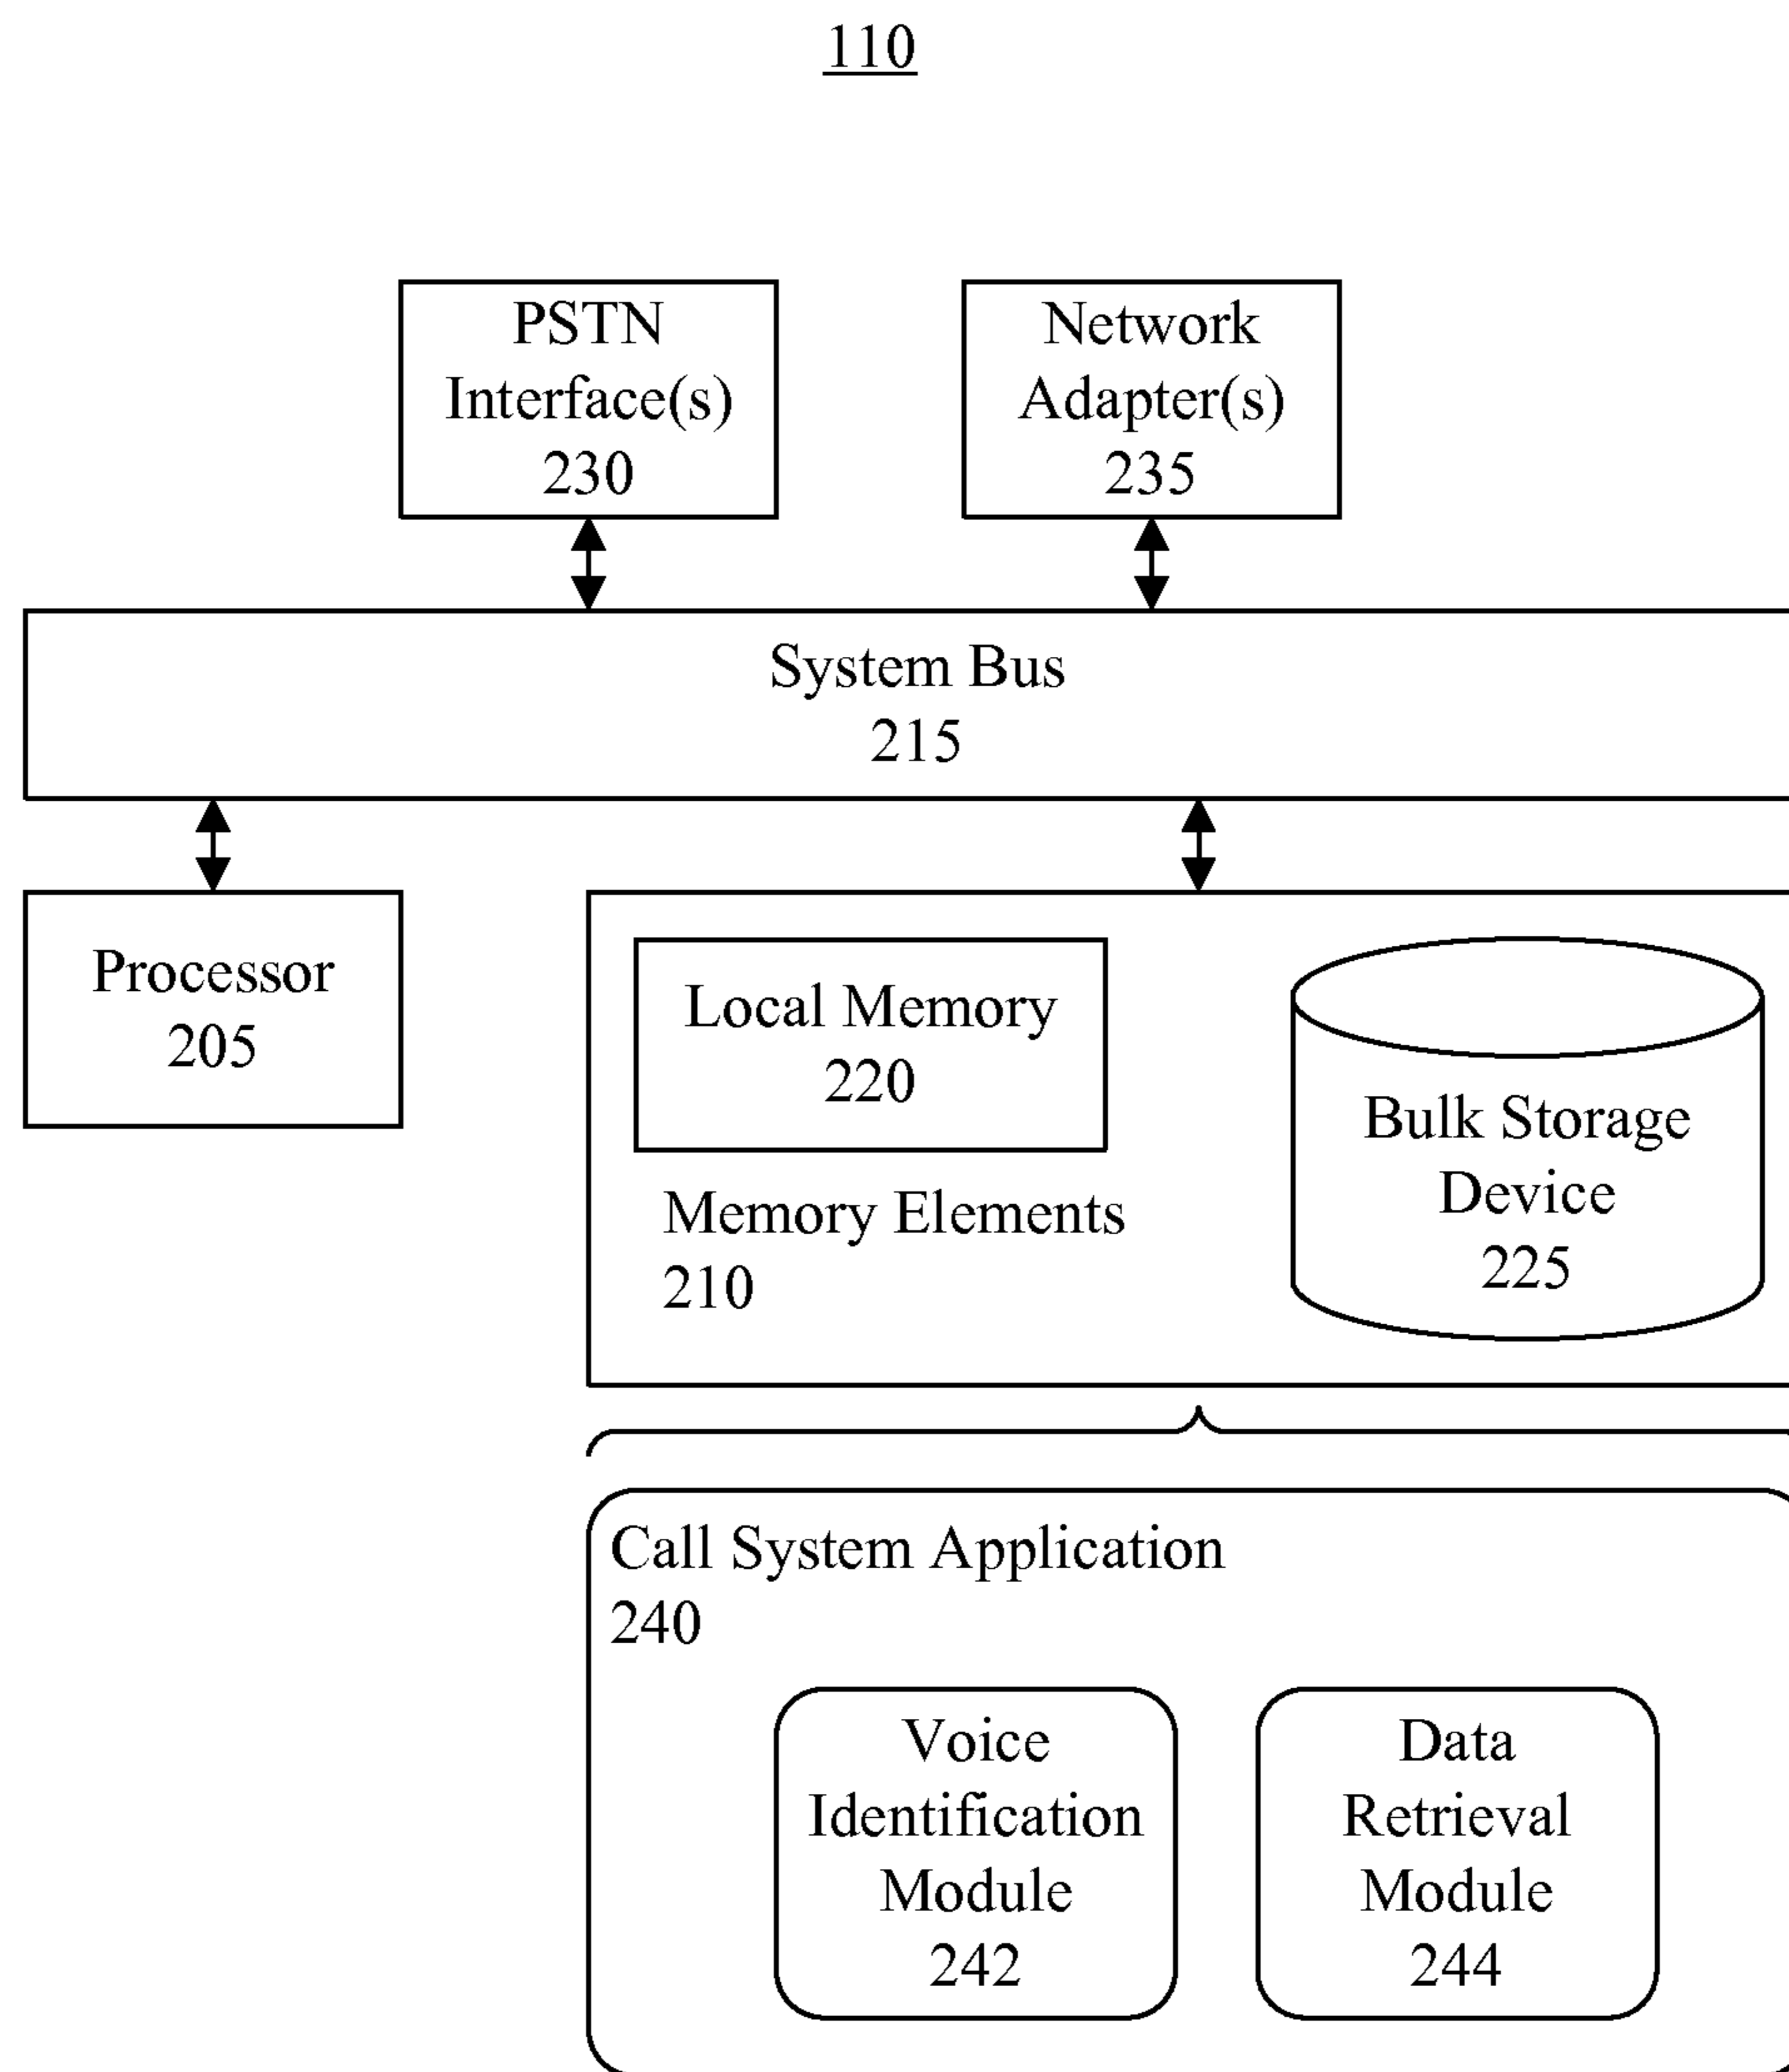 110
PSTN
Interface(s)
230
Network
Adapter(s)
235
System Bus
215
Processor
205
Local Memory
220
Memory Elements
210
Bulk Storage
Device
225
Call System Application
240
Voice
Identification
Module
242
Data
Retrieval
Module
244